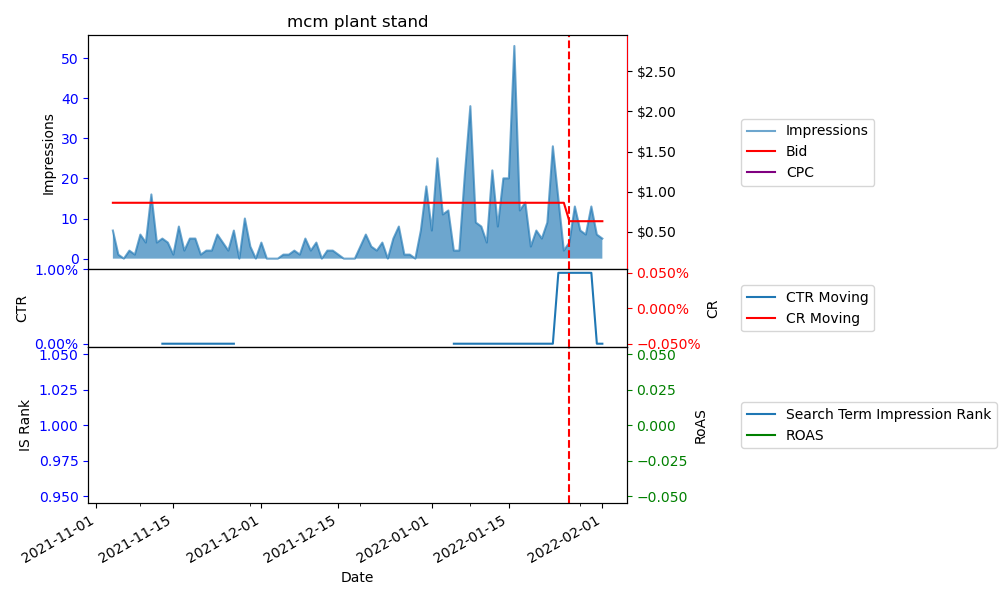 mcm plant stand
50
40
30
20
10
0
Impressions
$2.50
$2.00
$1.50
$1.00
$0.50
Impressions
Bid
CPC
1.00%
0.00%
CTR
0.050%
0.000%
−0.050%
CR
CTR Moving
CR Moving
1.050
1.025
1.000
0.975
0.950
IS Rank
0.050
0.025
0.000
−0.025
−0.050
RoAS
Search Term Impression Rank
ROAS
2021-11-01
2021-11-15
2021-12-01
2021-12-15
2022-01-01
2022-01-15
2022-02-01
Date